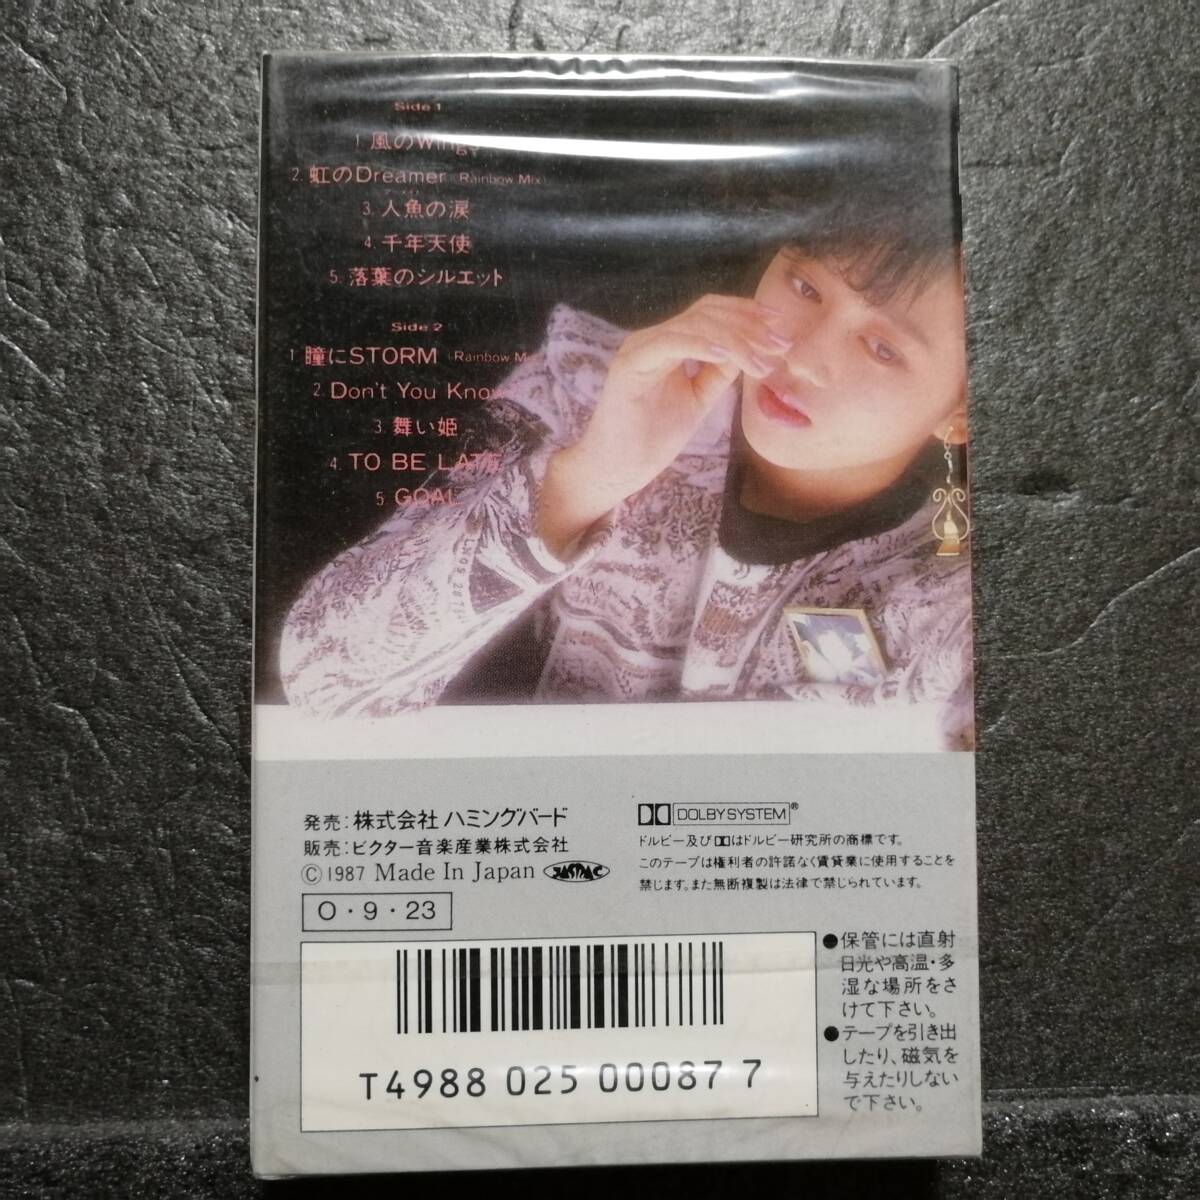 Side 1
1. 風のWings
2. 虹のDreamer (Rainbow Mix)
3. 人魚の涙
4. 千年天使
5. 落葉のシルエット
Side 2
1. 瞳にSTORM (Rainbow Mix)
2. Don't You Know
3. 舞い姫
4. TO BE LATE
5. GOAL
発売:株式会社 ハミングバード
販売:ビクター音楽産業株式会社
Ⓒ1987 Made In Japan JASRAC
O・9・23
DOLBY SYSTEM®
ドルビー及びはドルビー研究所の商標です。
このテープは権利者の許諾なく賃貸業に使用することを
禁じます。また無断複製は法律で禁じられています。
●保管には直射
日光や高温・多
湿な場所をさ
けて下さい。
●テープを引き出
したり、磁気を
与えたりしない
で下さい。
T4988 025 00087 7